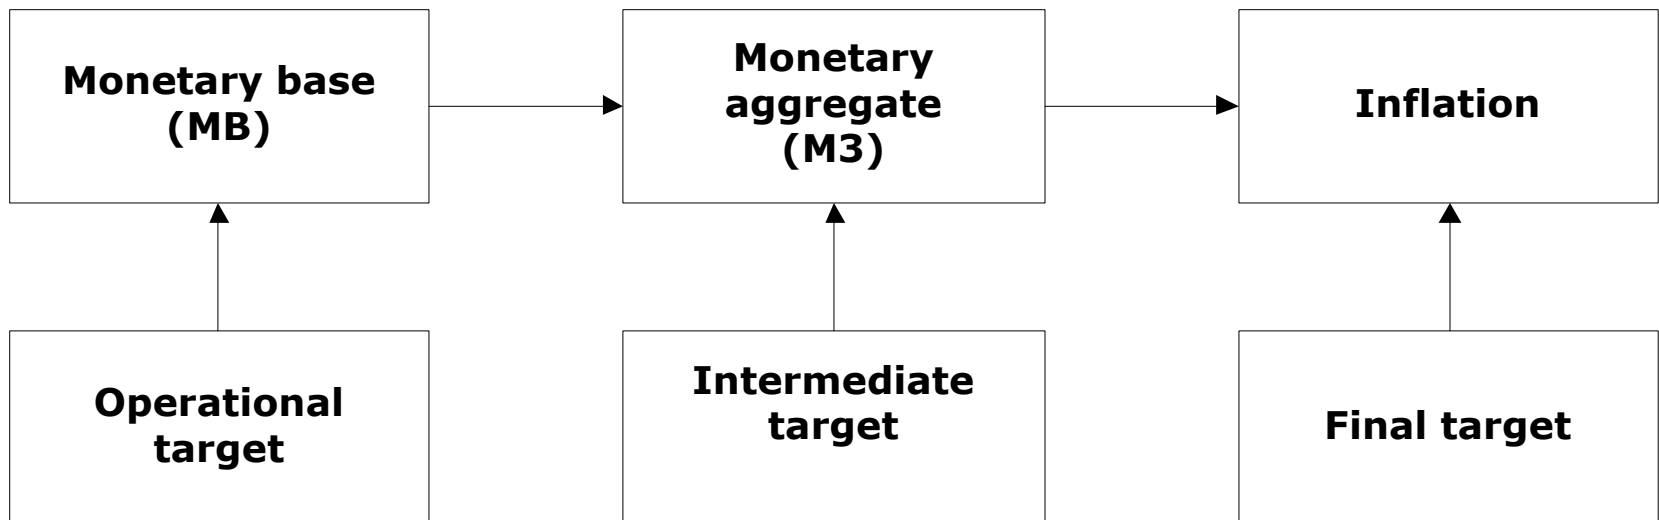 Monetary base
(MB)
Monetary
aggregate
(M3)
Inflation
Operational
target
Intermediate
target
Final target